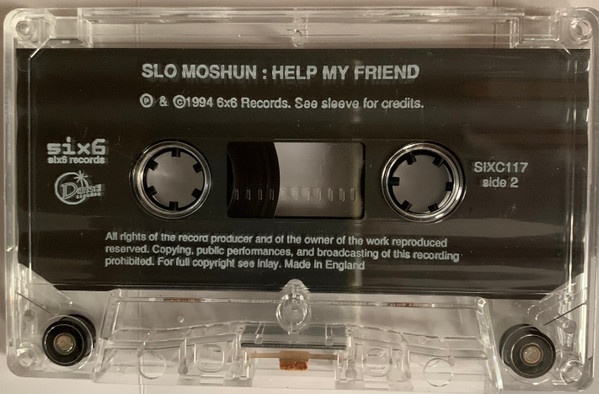 SLO MOSHUN : HELP MY FRIEND
Ⓟ & ©1994 6x6 Records. See sleeve for credits.
six6
six6 records
SIXC117
side 2
All rights of the record producer and of the owner of the work reproduced
reserved. Copying, public performances, and broadcasting of this recording
prohibited. For full copyright see inlay. Made in England